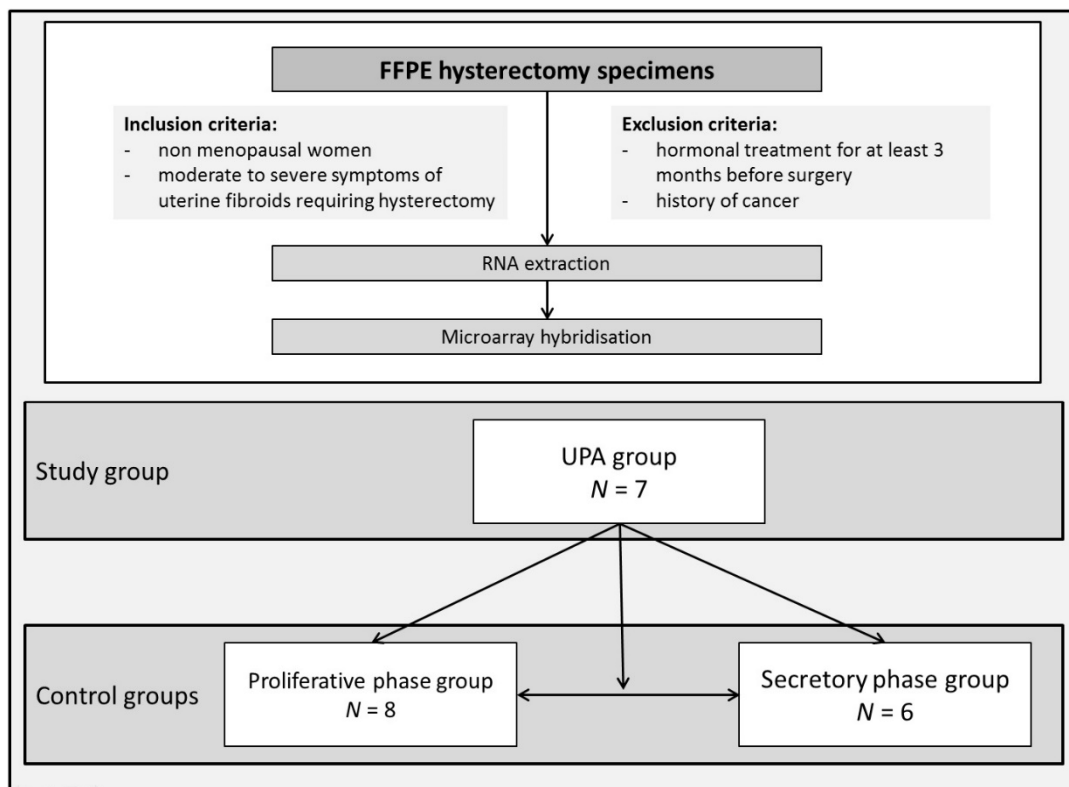 FFPE hysterectomy specimens
Inclusion criteria:
- non menopausal women
- moderate to severe symptoms of
uterine fibroids requiring hysterectomy
Exclusion criteria:
- hormonal treatment for at least 3
months before surgery
- history of cancer
RNA extraction
Microarray hybridisation
Study group
UPA group
N = 7
Control groups
Proliferative phase group
N = 8
Secretory phase group
N = 6